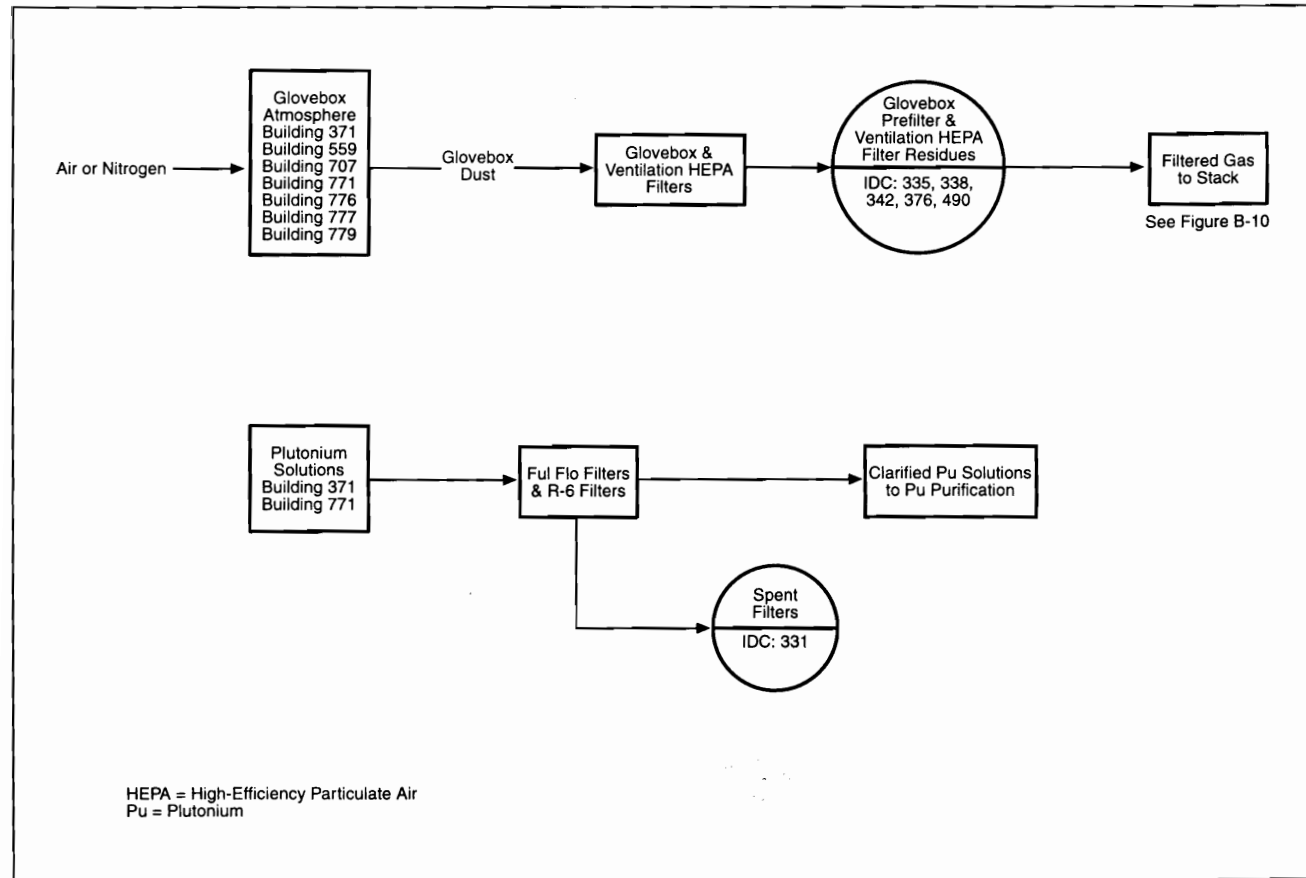 Air or Nitrogen
Glovebox
Atmosphere
Building 371
Building 559
Building 707
Building 771
Building 776
Building 777
Building 779
Glovebox
Dust
Glovebox &
Ventilation HEPA
Filters
Glovebox
Prefilter &
Ventilation HEPA
Filter Residues
IDC: 335, 338,
342, 376, 490
Filtered Gas
to Stack
See Figure B-10
Plutonium
Solutions
Building 371
Building 771
Ful Flo Filters
& R-6 Filters
Clarified Pu Solutions
to Pu Purification
Spent
Filters
IDC: 331
HEPA = High-Efficiency Particulate Air
Pu = Plutonium